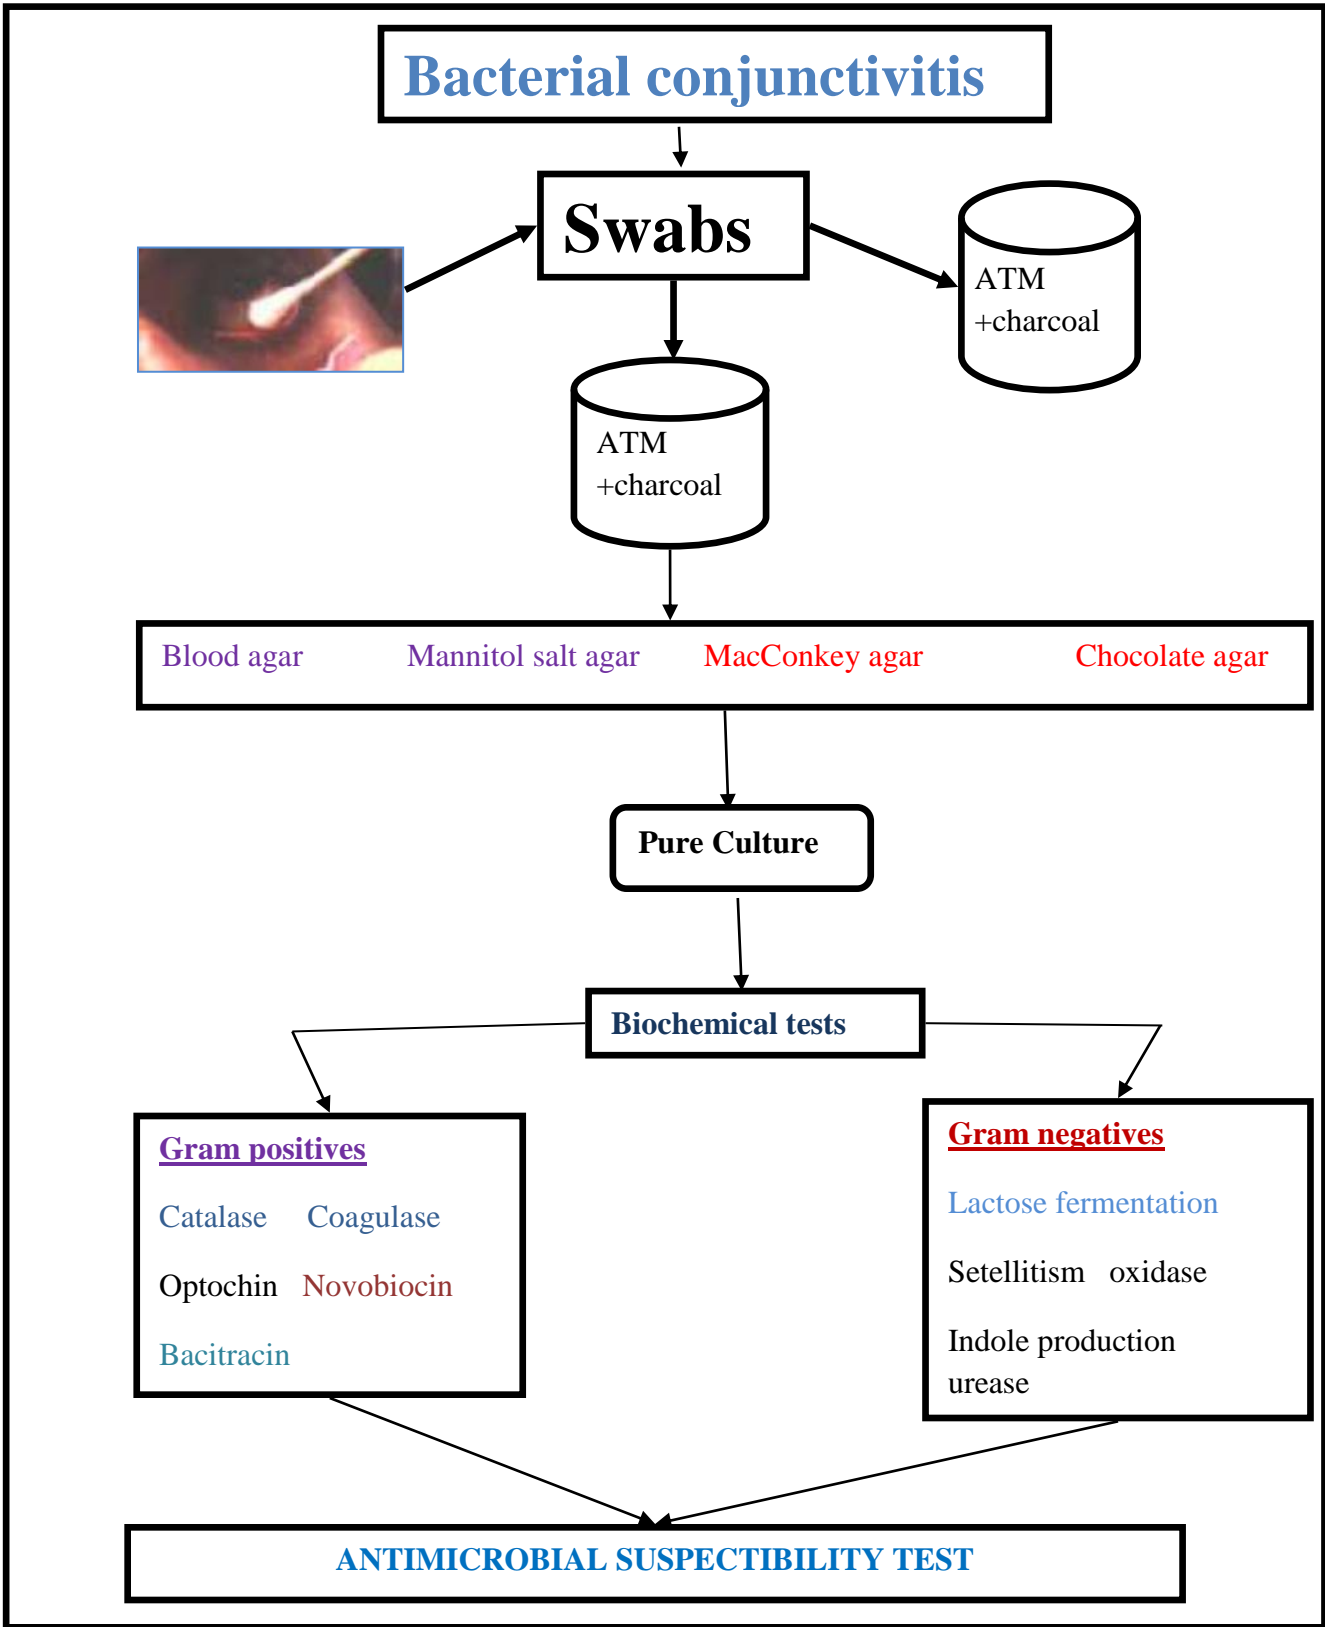 Bacterial conjunctivitis
Swabs
ATM
+charcoal
ATM
+charcoal
Blood agar Mannitol salt agar MacConkey agar Chocolate agar
Pure Culture
Biochemical tests
Gram positives
Catalase Coagulase
Optochin Novobiocin
Bacitracin
Gram negatives
Lactose fermentation
Setellitism oxidase
Indole production
urease
ANTIMICROBIAL SUSPECTIBILITY TEST